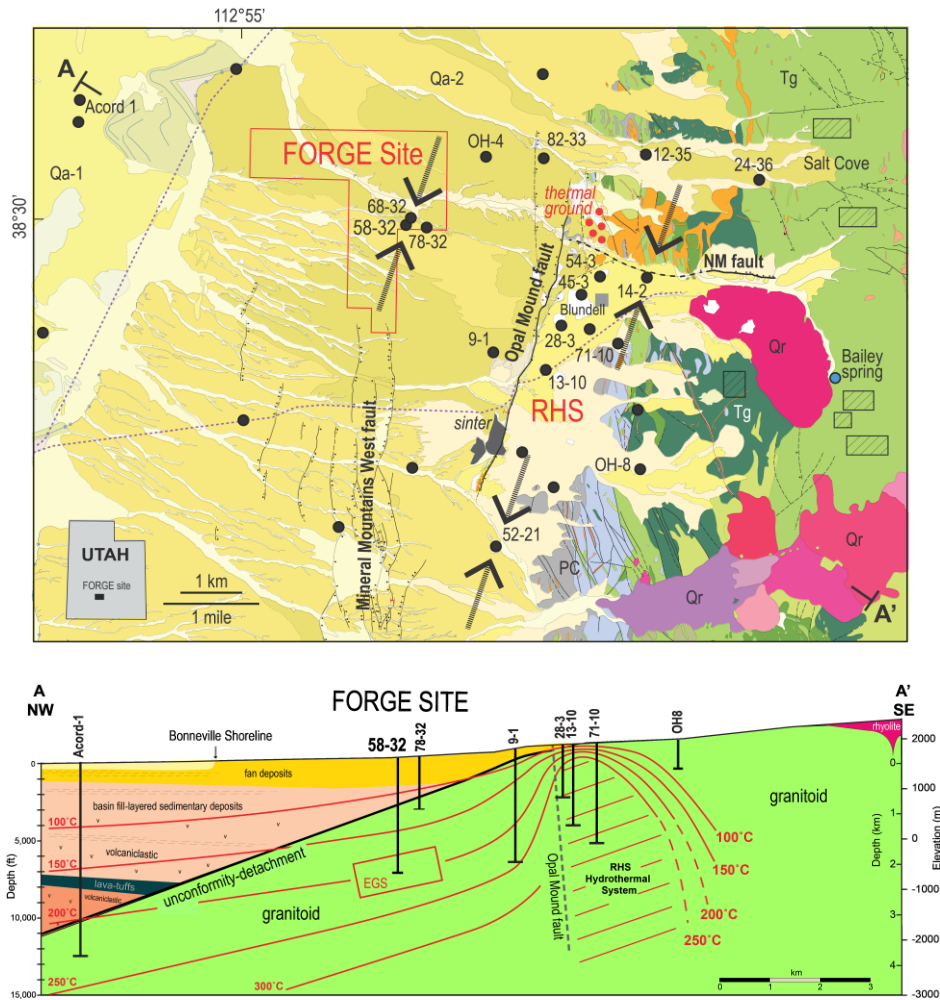 112°55'
A
Acord 1
Qa-2
Tg
Qa-1
FORGE Site
OH-4
82-33
12-35
24-36
Salt Cove
38°30'
68-32
58-32
78-32
thermal
ground
NM fault
54-3
45-3
14-2
Blundell
Opal Mound fault
9-1
28-3
71-10
13-10
Qr
Bailey
spring
RHS
Tg
sinter
Mineral Mountains West fault
OH-8
52-21
PC
Qr
Qr
A'
UTAH
FORGE site
1 km
1 mile
A
NW
FORGE SITE
A'
SE
Acord-1
Bonneville Shoreline
58-32
78-32
9-1
28-3
13-10
71-10
OH8
rhyolite
fan deposits
basin fill-layered sedimentary deposits
100°C
v
volcaniclastic
150°C
lava-tuffs
volcaniclastic
200°C
250°C
300°C
unconformity-detachment
EGS
granitoid
Opal Mound fault
RHS
Hydrothermal
System
granitoid
100°C
150°C
200°C
250°C
0
5,000
10,000
15,000
Depth (ft)
0
1
2
3
4
Depth (km)
2000
1000
0
-1000
-2000
-3000
Elevation (m)
km
0 1 2 3